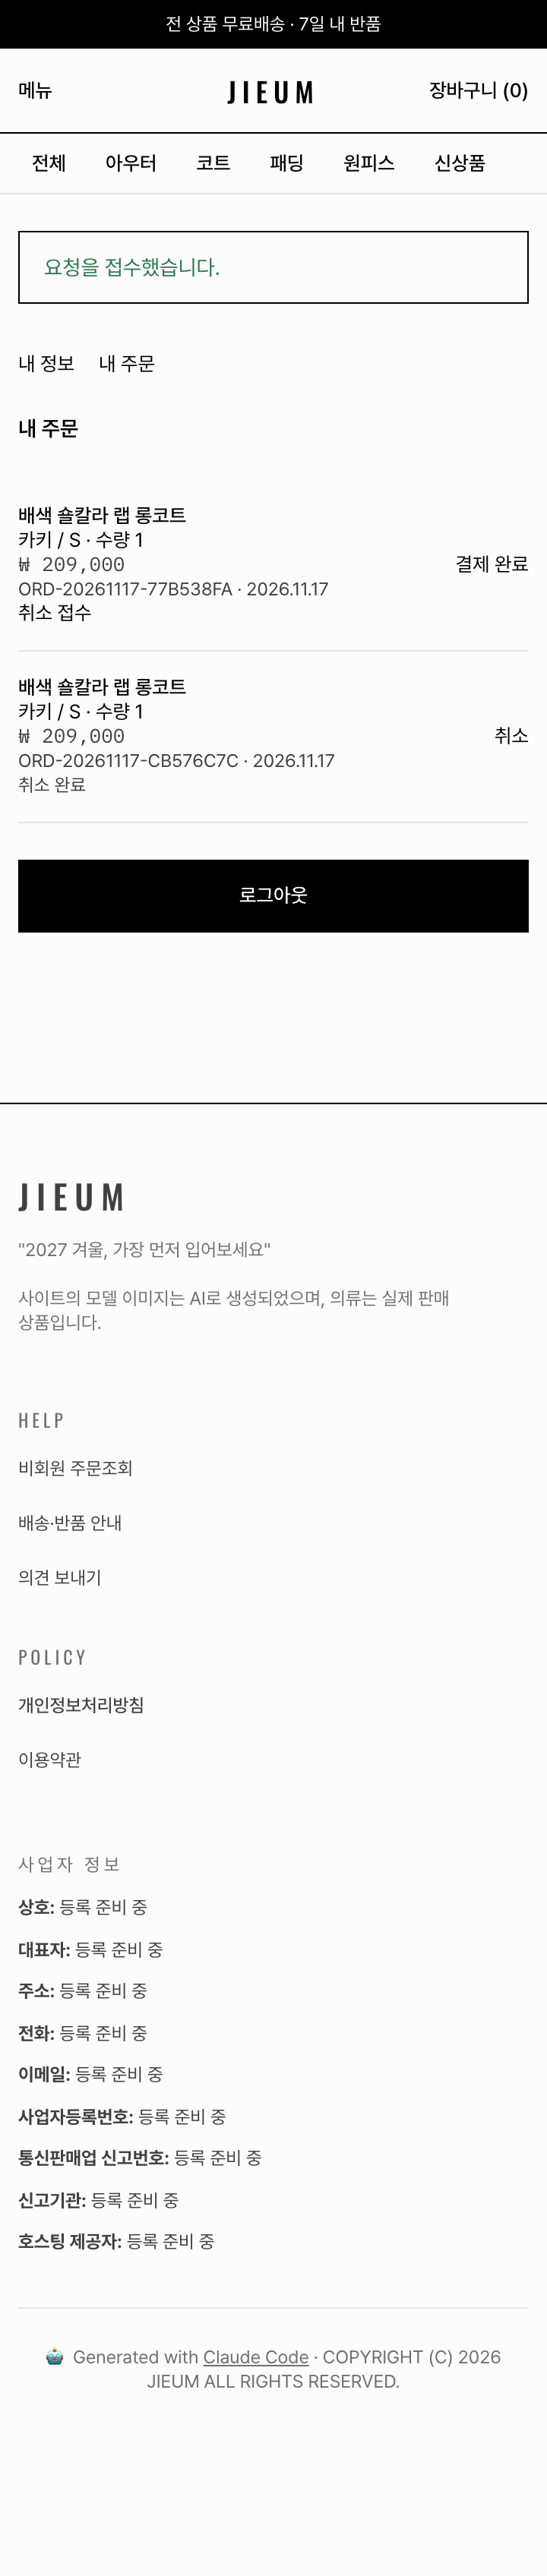 전 상품 무료배송 · 7일 내 반품
메뉴 JIEUM 장바구니 (0)
전체 아우터 코트 패딩 원피스 신상품
요청을 접수했습니다.
내 정보 내 주문
내 주문
배색 숄칼라 랩 롱코트
카키 / S · 수량 1
₩ 209,000 결제 완료
ORD-20261117-77B538FA · 2026.11.17
취소 접수
배색 숄칼라 랩 롱코트
카키 / S · 수량 1
₩ 209,000 취소
ORD-20261117-CB576C7C · 2026.11.17
취소 완료
로그아웃
JIEUM
"2027 겨울, 가장 먼저 입어보세요"
사이트의 모델 이미지는 AI로 생성되었으며, 의류는 실제 판매
상품입니다.
HELP
비회원 주문조회
배송·반품 안내
의견 보내기
POLICY
개인정보처리방침
이용약관
사업자 정보
상호: 등록 준비 중
대표자: 등록 준비 중
주소: 등록 준비 중
전화: 등록 준비 중
이메일: 등록 준비 중
사업자등록번호: 등록 준비 중
통신판매업 신고번호: 등록 준비 중
신고기관: 등록 준비 중
호스팅 제공자: 등록 준비 중
🤖 Generated with Claude Code · COPYRIGHT (C) 2026
JIEUM ALL RIGHTS RESERVED.